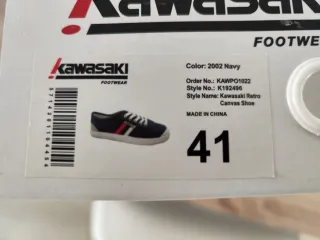 Kawasaki
FOOTWEAR
Kawasaki
FOOTWEAR
Color: 2002 Navy
Order No.: KAWPO1022
Style No.: K192496
Style Name: Kawasaki Retro
Canvas Shoe
41
MADE IN CHINA